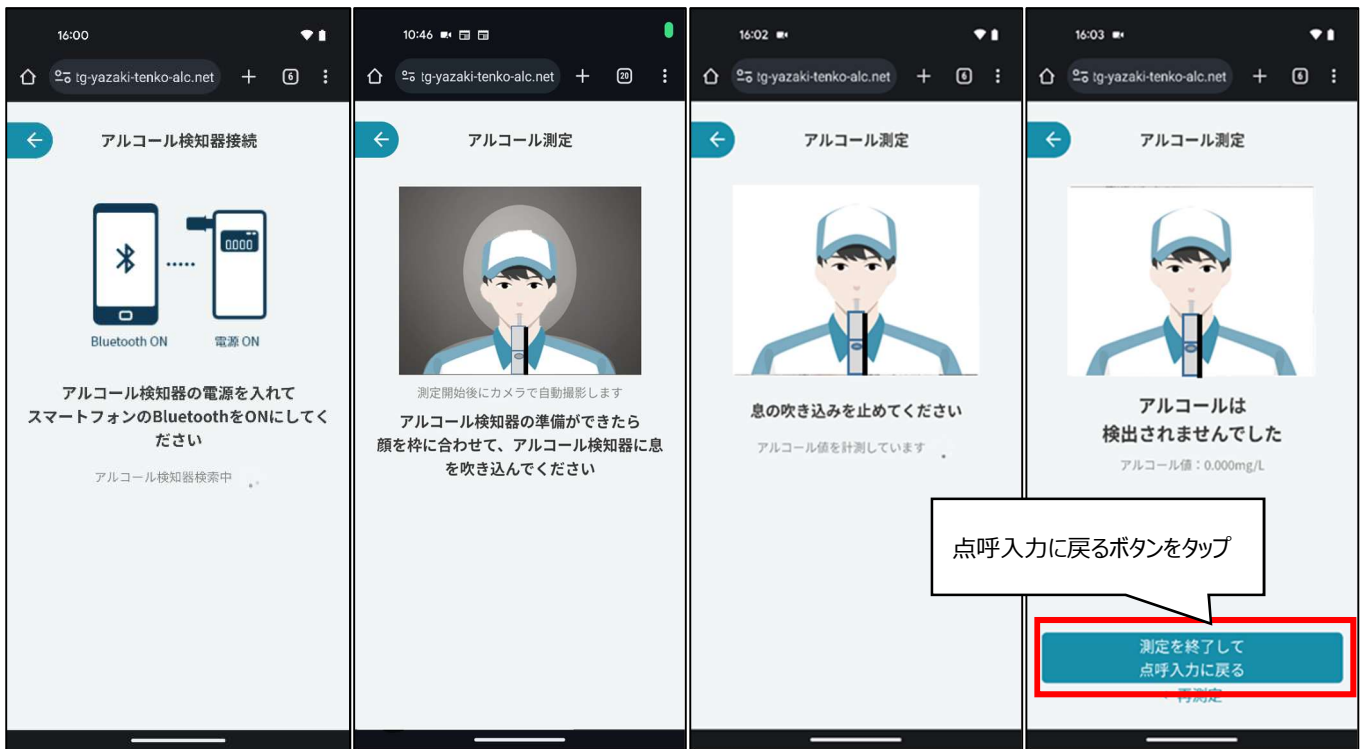 16:00
tg-yazaki-tenko-alc.net
6
アルコール検知器接続
0.000
Bluetooth ON
電源 ON
アルコール検知器の電源を入れて
スマートフォンのBluetoothをONにしてく
ださい
アルコール検知器検索中
10:46
tg-yazaki-tenko-alc.net
20
アルコール測定
測定開始後にカメラで自動撮影します
アルコール検知器の準備ができたら
顔を枠に合わせて、アルコール検知器に息
を吹き込んでください
16:02
tg-yazaki-tenko-alc.net
6
アルコール測定
息の吹き込みを止めてください
アルコール値を計測しています
16:03
tg-yazaki-tenko-alc.net
6
アルコール測定
アルコールは
検出されませんでした
アルコール値：0.000mg/L
点呼入力に戻るボタンをタップ
測定を終了して
点呼入力に戻る
再測定